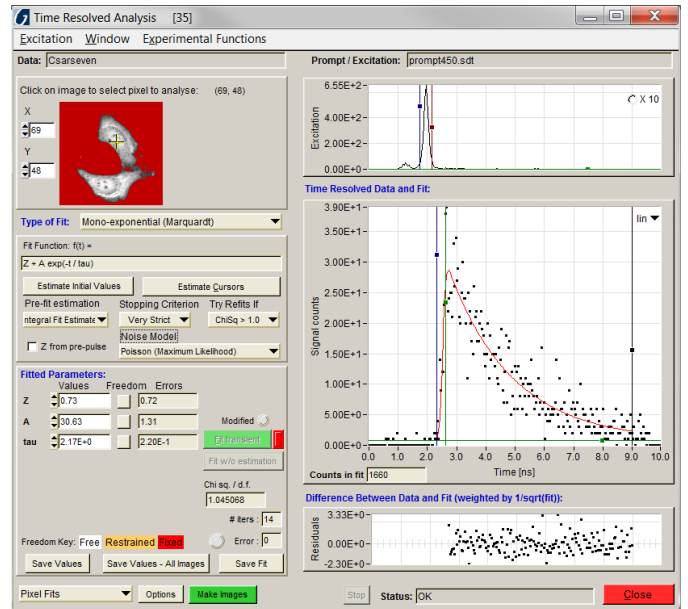 Time Resolved Analysis [35]
Excitation Window Experimental Functions
Data: Csarseven
Prompt / Excitation: prompt450.sdt
Click on image to select pixel to analyse: (69, 48)
X
69
Y
48
6.55E+2
4.00E+2
2.00E+2
0.00E+0
Excitation
X 10
Type of Fit: Mono-exponential (Marquardt)
Fit Function: f(t) =
Z + A exp(-t / tau)
Estimate Initial Values Estimate Cursors
Pre-fit estimation Stopping Criterion Try Refits If
ntegral Fit Estimate Very Strict ChiSq > 1.0
Noise Model
Z from pre-pulse Poisson (Maximum Likelihood)
Fitted Parameters:
Values Freedom Errors
Z 0.73 0.72
A 30.63 1.31 Modified
tau 2.17E+0 2.20E-1 Fit transient
Fit w/o estimation
Chi sq. / d.f.
1.045068
# iters : 14
Freedom Key: Free Restrained Fixed Error : 0
Save Values Save Values - All Images Save Fit
Pixel Fits Options Make Images
Time Resolved Data and Fit:
3.90E+1
lin
3.00E+1
2.50E+1
2.00E+1
1.50E+1
1.00E+1
5.00E+0
0.00E+0
Signal counts
0.0 1.0 2.0 3.0 4.0 5.0 6.0 7.0 8.0 9.0 10.0
Counts in fit 1660 Time [ns]
Difference Between Data and Fit (weighted by 1/sqrt(fit)):
3.33E+0
0.00E+0
-2.30E+0
Residuals
Stop Status: OK Close